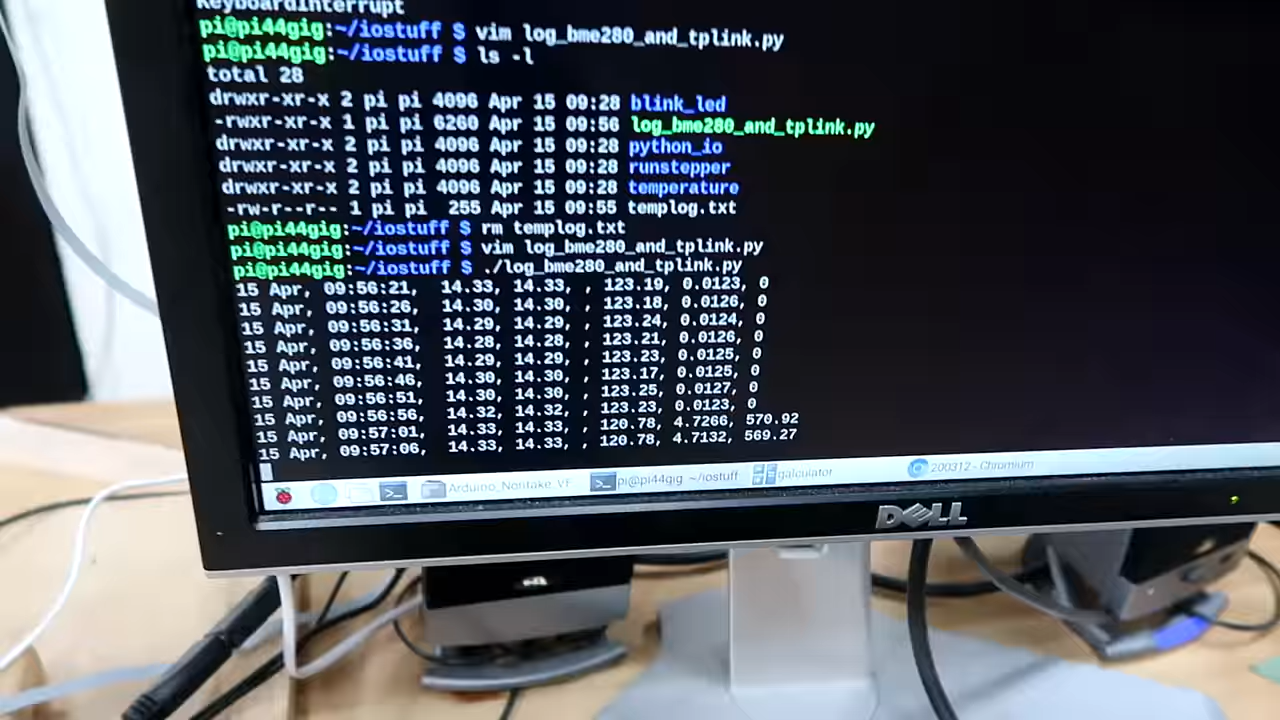 KeyboardInterrupt
pi@pi44gig:~/iostuff $ vim log_bme280_and_tplink.py
pi@pi44gig:~/iostuff $ ls -l
total 28
drwxr-xr-x 2 pi pi 4096 Apr 15 09:28 blink_led
-rwxr-xr-x 1 pi pi 6260 Apr 15 09:56 log_bme280_and_tplink.py
drwxr-xr-x 2 pi pi 4096 Apr 15 09:28 python_io
drwxr-xr-x 2 pi pi 4096 Apr 15 09:28 runstepper
drwxr-xr-x 2 pi pi 4096 Apr 15 09:28 temperature
-rw-r--r-- 1 pi pi  255 Apr 15 09:55 templog.txt
pi@pi44gig:~/iostuff $ rm templog.txt
pi@pi44gig:~/iostuff $ vim log_bme280_and_tplink.py
pi@pi44gig:~/iostuff $ ./log_bme280_and_tplink.py
15 Apr, 09:56:21,  14.33, 14.33, , 123.19, 0.0123, 0
15 Apr, 09:56:26,  14.30, 14.30, , 123.18, 0.0126, 0
15 Apr, 09:56:31,  14.29, 14.29, , 123.24, 0.0124, 0
15 Apr, 09:56:36,  14.28, 14.28, , 123.21, 0.0126, 0
15 Apr, 09:56:41,  14.29, 14.29, , 123.23, 0.0125, 0
15 Apr, 09:56:46,  14.30, 14.30, , 123.17, 0.0125, 0
15 Apr, 09:56:51,  14.30, 14.30, , 123.25, 0.0127, 0
15 Apr, 09:56:56,  14.32, 14.32, , 123.23, 0.0123, 0
15 Apr, 09:57:01,  14.33, 14.33, , 120.78, 4.7266, 570.92
15 Apr, 09:57:06,  14.33, 14.33, , 120.78, 4.7132, 569.27
Arduino_Noritake_VF pi@pi44gig: ~/iostuff galculator 200312 - Chromium
DELL